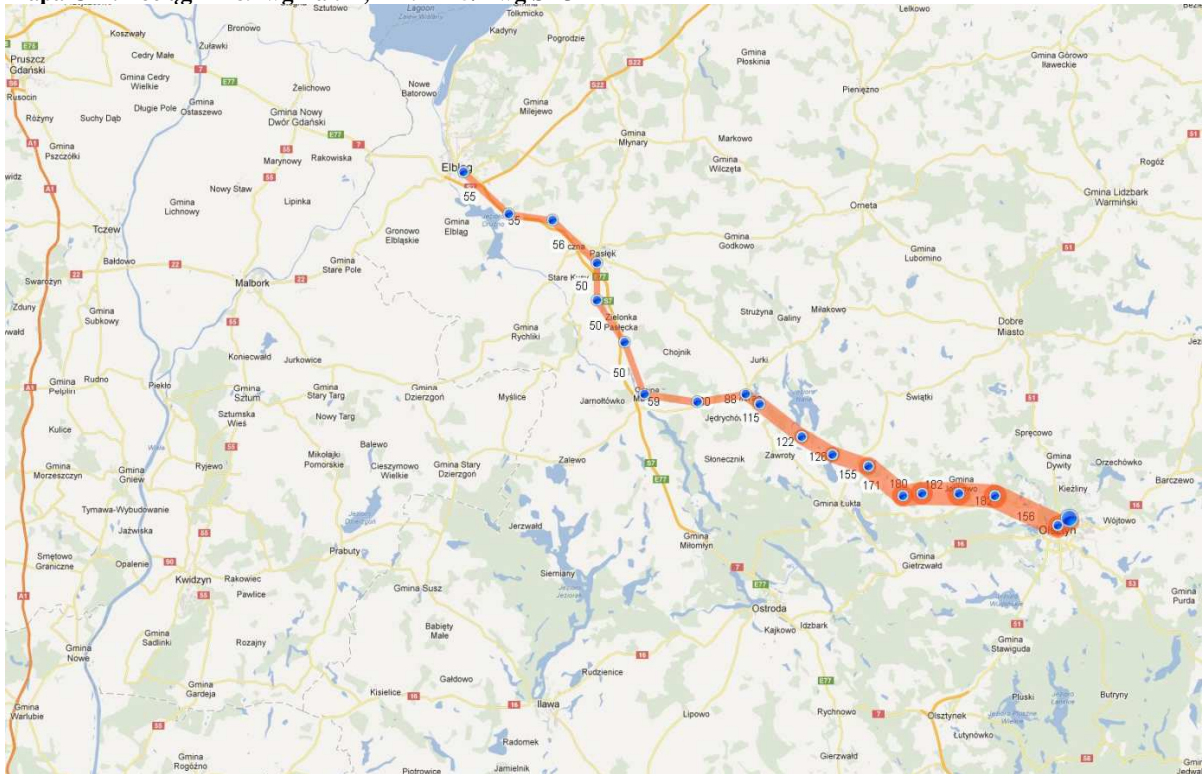 Lagoon
Sztutowo
Zalew Wiślany
Tolkmicko
Lelkowo
Koszwały
Bronowo
Kadyny
Pogrodzie
Żuławki
Pruszcz
Gdański
Cedry Małe
Gmina
Płoskinia
Gmina Górowo
Iławeckie
Gmina Cedry
Wielkie
Żelichowo
Nowe
Batorowo
S22
Rusocin
Długie Pole
Gmina
Ostaszewo
Gmina Nowy
Dwór Gdański
Gmina
Milejewo
Pieniężno
Różyny
Suchy Dąb
E77
Gmina
Młynary
Markowo
Gmina
Pszczółki
Marynowy
Rakowiska
Gmina
Wilczęta
Rogóż
Elbląg
Nowy Staw
Lipinka
Gmina Lidzbark
Warmiński
Gmina
Lichnowy
55
Orneta
Tczew
Gronowo
Elbląskie
Gmina
Elbląg
55
56
Gmina
Godkowo
Gmina
Lubomino
Bałdowo
Gmina
Stare Pole
Pasłęk
Swarożyn
Malbork
50
Zduny
Gmina
Subkowy
Strużyna
Galiny
Miłakowo
Dobre
Miasto
Gmina
Rychliki
50
Zielonka
Pasłęcka
Koniecwałd
Jurkowice
Chojnik
Jurki
Gmina
Pelplin
Rudno
Piekło
Gmina
Sztum
Gmina
Stary Targ
Gmina
Dzierzgoń
Myślice
50
Jarnołtówko
59
88
115
Świątki
Kulice
Sztumska
Wieś
Nowy Targ
Spręcowo
Gmina
Morzeszczyn
Gmina
Gniew
Ryjewo
Mikołajki
Pomorskie
Balewo
Cieszymowo
Wielkie
Gmina Stary
Dzierzgoń
Zalewo
Słonecznik
Zawroty
122
155
171
182
Gmina
Dywity
Orzechówko
Kieźliny
Barczewo
Tymawa-Wybudowanie
Gmina Łukta
156
Wójtowo
Jaźwiska
Jerzwałd
Smętowo
Graniczne
Opalenie
Prabuty
Gmina
Miłomłyn
Gmina
Gietrzwałd
Kwidzyn
Rakowiec
Pawlice
Siemiany
Gmina Susz
Ostroda
Gmina
Purda
Kajkowo
Idzbark
Gmina
Sadlinki
Rozajny
Babięty
Małe
Gmina
Nowe
Gmina
Stawiguda
Gmina
Gardeja
Gałdowo
Rudzienice
Kisielice
Iława
Pluski
Butryny
Gmina
Warlubie
Lipowo
Rychnowo
Olsztynek
Lutynówko
Radomek
Gierzwałd
Gmina
Rogóźno
Piotrowice
Jamielnik